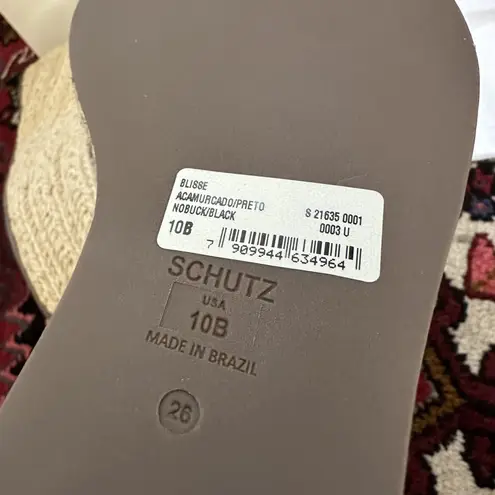 BLISSE
ACAMURCADO/PRETO S 21635 0001
NOBUCK/BLACK 0003 U
10B
7 909944 634964
SCHUTZ
USA
10B
MADE IN BRAZIL
26